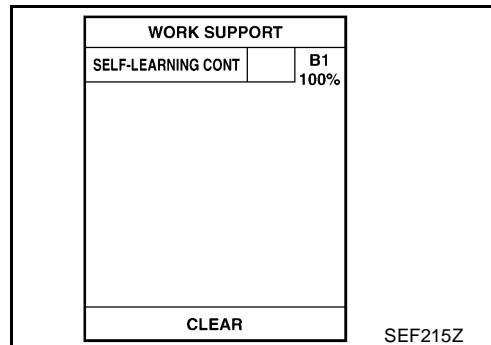 WORK SUPPORT
SELF-LEARNING CONT B1
100%
CLEAR
SEF215Z